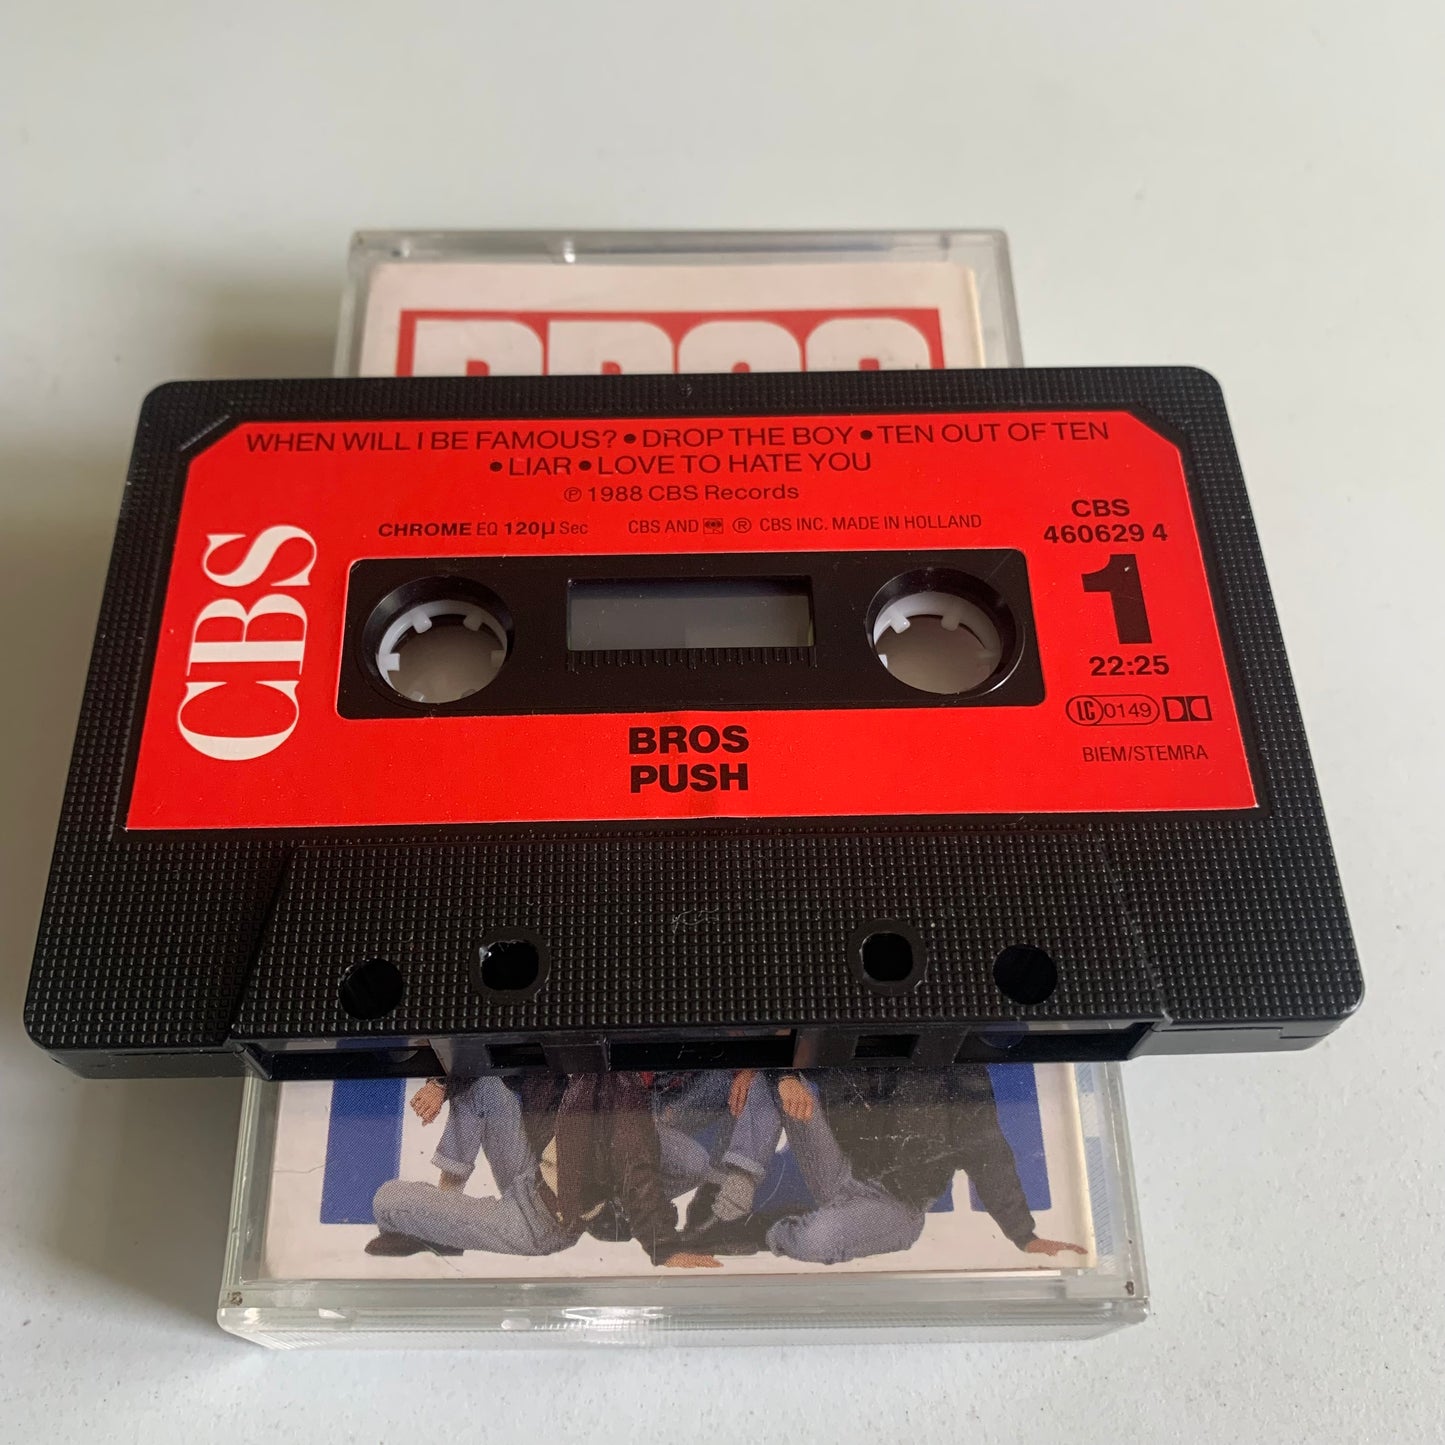 BROS
WHEN WILL I BE FAMOUS? • DROP THE BOY • TEN OUT OF TEN
• LIAR • LOVE TO HATE YOU
℗ 1988 CBS Records
CHROME EQ 120µ Sec CBS AND ® CBS INC. MADE IN HOLLAND
CBS
460629 4
CBS
1
22:25
LC 0149
BIEM/STEMRA
BROS
PUSH